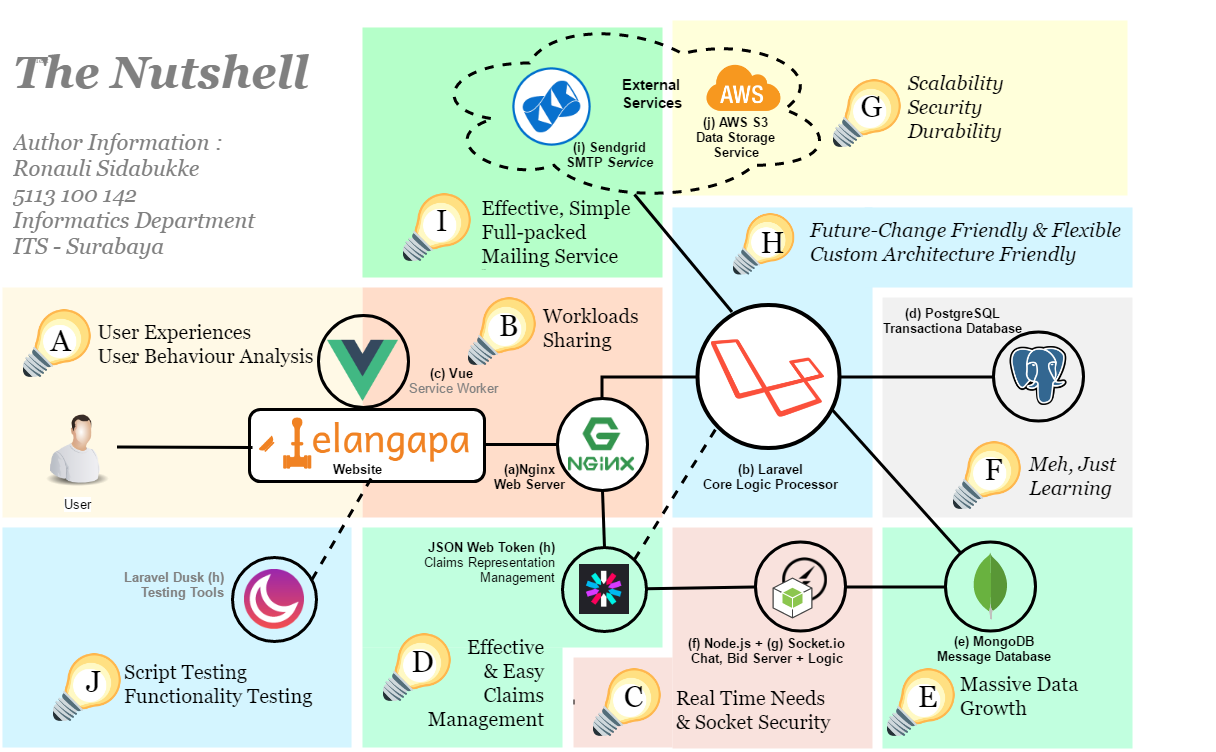 The Nutshell
Author Information :
Ronauli Sidabukke
5113 100 142
Informatics Department
ITS - Surabaya
External
Services
(i) Sendgrid
SMTP Service
AWS
(j) AWS S3
Data Storage
Service
G
Scalability
Security
Durability
I
Effective, Simple
Full-packed
Mailing Service
H
Future-Change Friendly & Flexible
Custom Architecture Friendly
A
User Experiences
User Behaviour Analysis
B
Workloads
Sharing
(c) Vue
Service Worker
User
elangapa
Website
(a)Nginx
Web Server
NGINX
(b) Laravel
Core Logic Processor
(d) PostgreSQL
Transactiona Database
F
Meh, Just
Learning
Laravel Dusk (h)
Testing Tools
J
Script Testing
Functionality Testing
JSON Web Token (h)
Claims Representation
Management
D
Effective
& Easy
Claims
Management
(f) Node.js + (g) Socket.io
Chat, Bid Server + Logic
C
Real Time Needs
& Socket Security
(e) MongoDB
Message Database
E
Massive Data
Growth